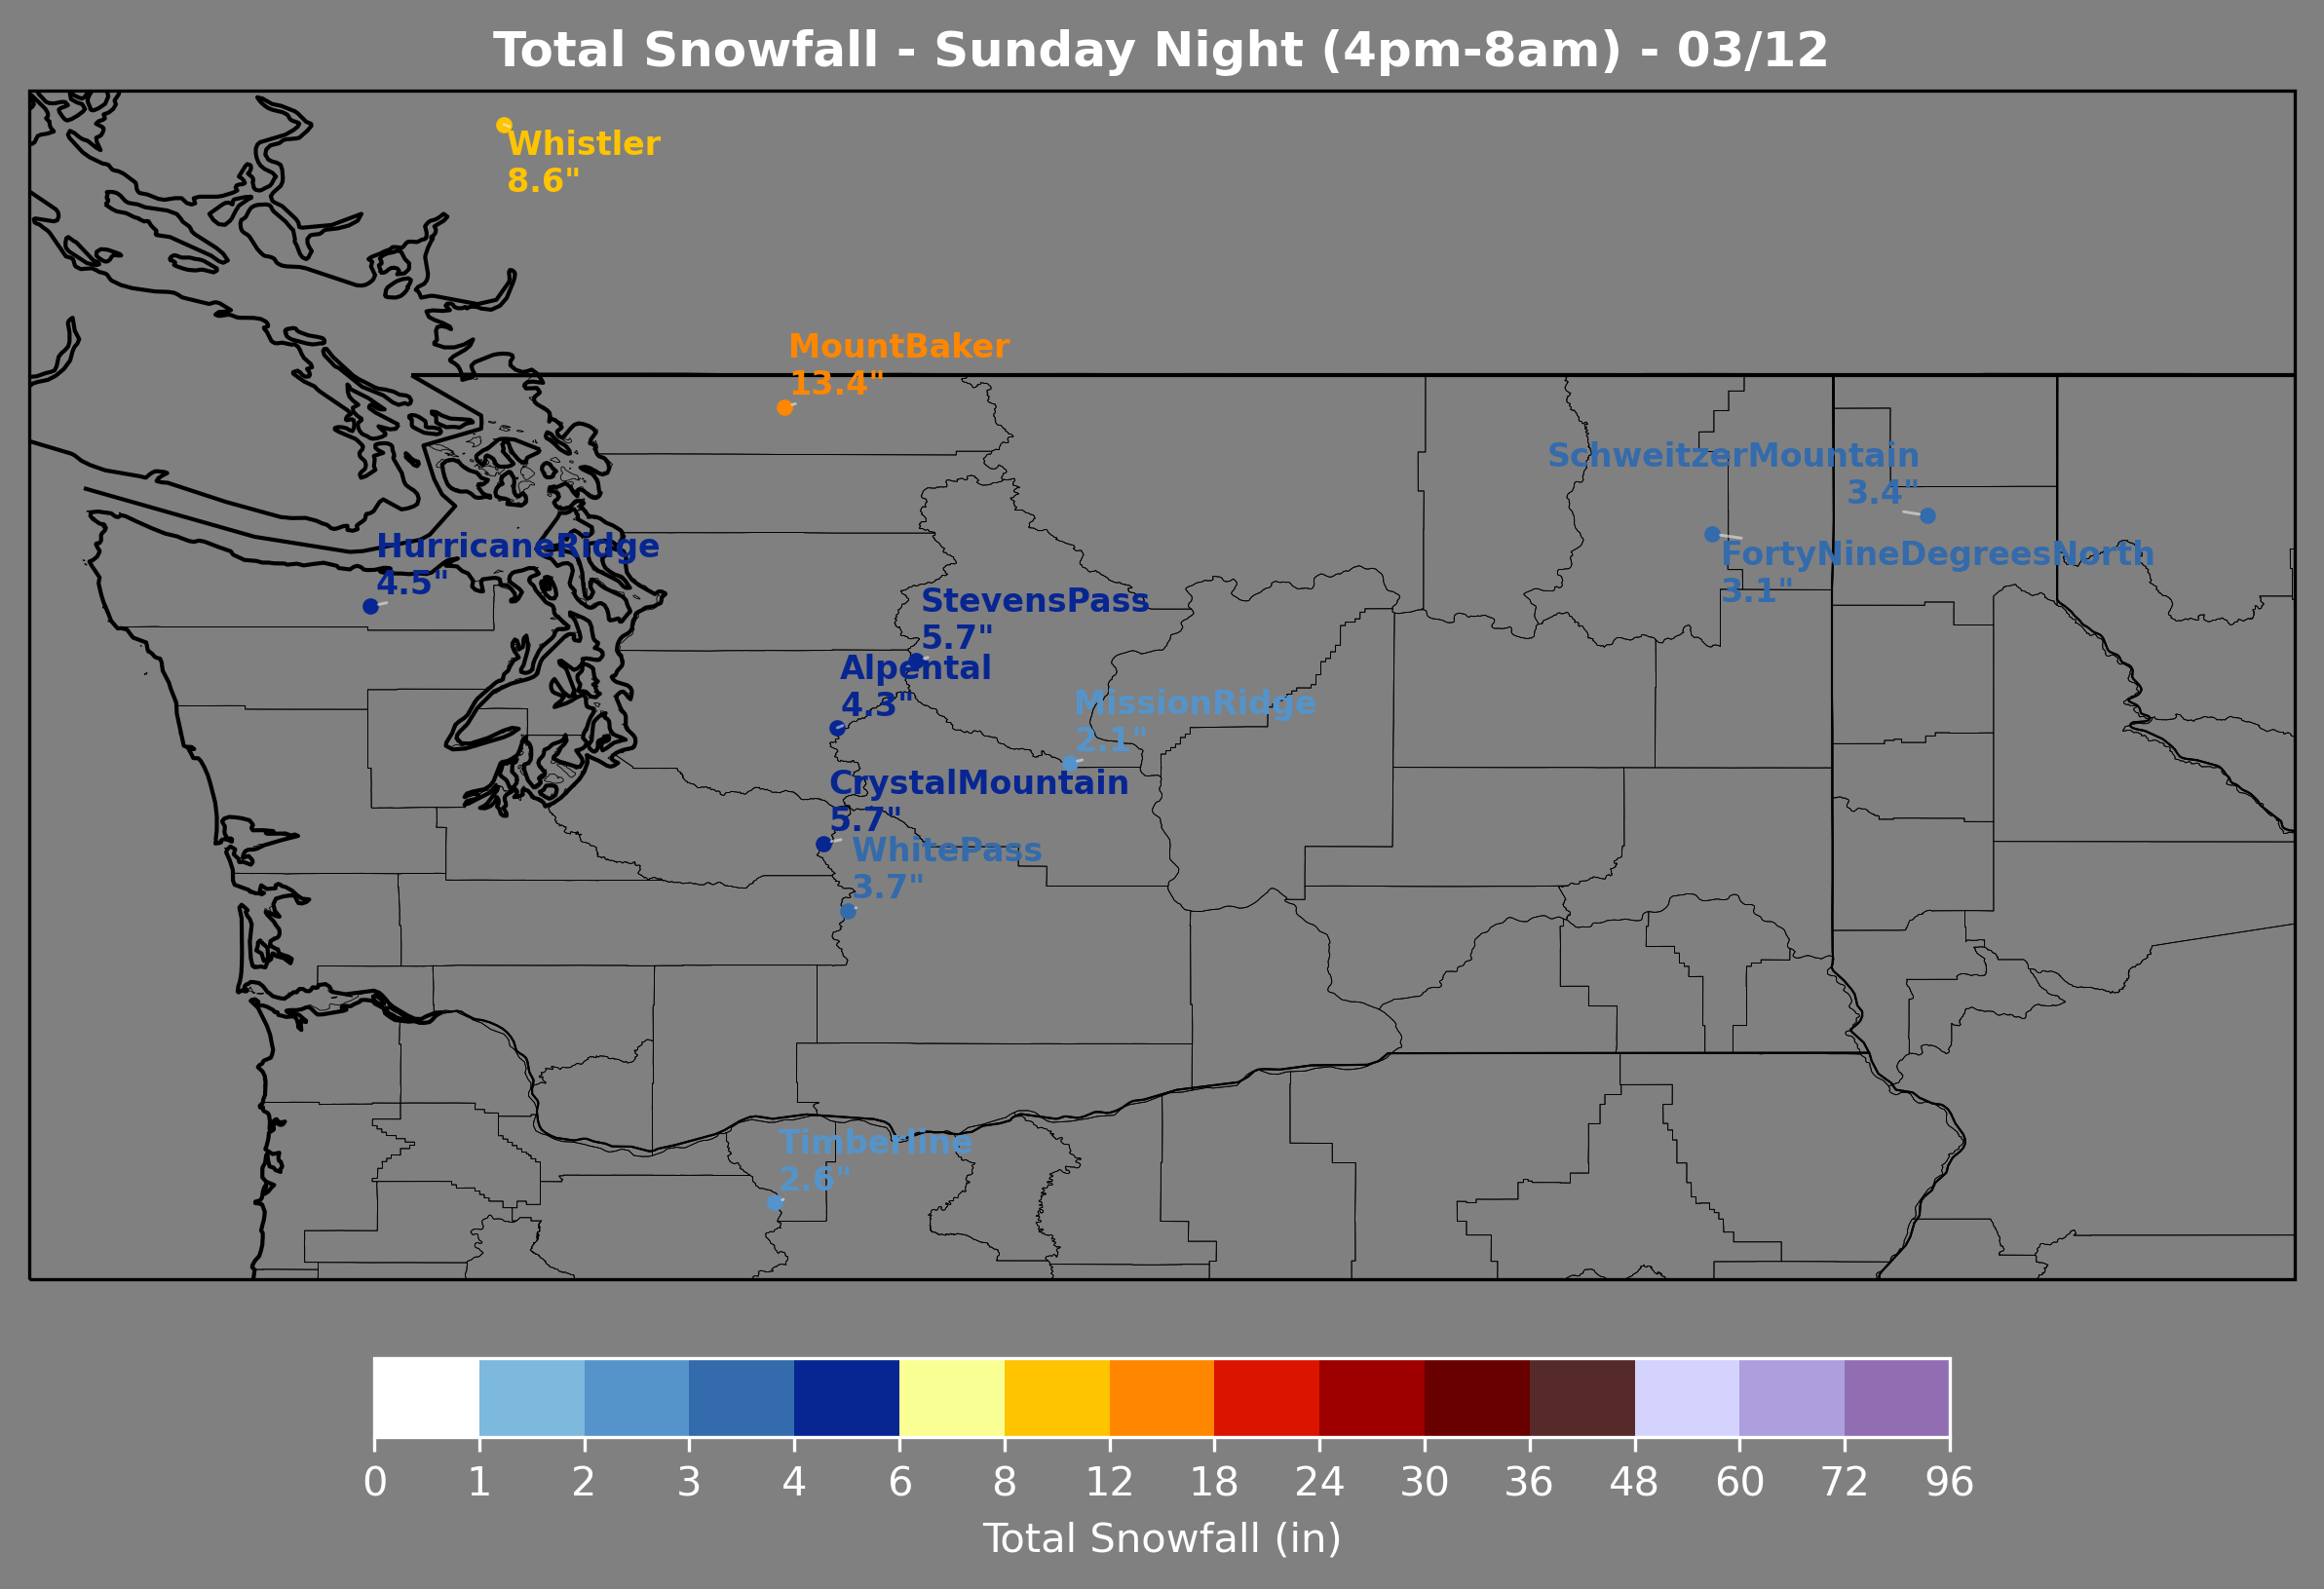 Total Snowfall - Sunday Night (4pm-8am) - 03/12
Whistler
8.6"
MountBaker
13.4"
SchweitzerMountain
3.4"
HurricaneRidge
4.5"
FortyNineDegreesNorth
3.1"
StevensPass
5.7"
Alpental
4.3"
MissionRidge
2.1"
CrystalMountain
5.7"
WhitePass
3.7"
Timberline
2.6"
0 1 2 3 4 6 8 12 18 24 30 36 48 60 72 96
Total Snowfall (in)